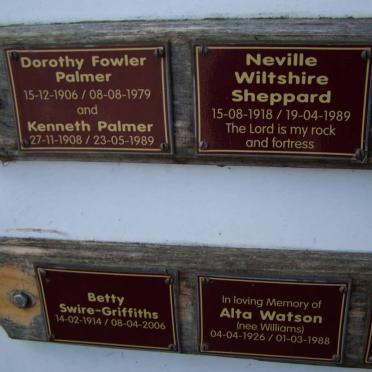 Dorothy Fowler
Palmer
15-12-1906 / 08-08-1979
and
Kenneth Palmer
27-11-1908 / 23-05-1989
Neville
Wiltshire
Sheppard
15-08-1918 / 19-04-1989
The Lord is my rock
and fortress
Betty
Swire-Griffiths
14-02-1914 / 08-04-2006
In loving Memory of
Alta Watson
(nee Williams)
04-04-1926 / 01-03-1988